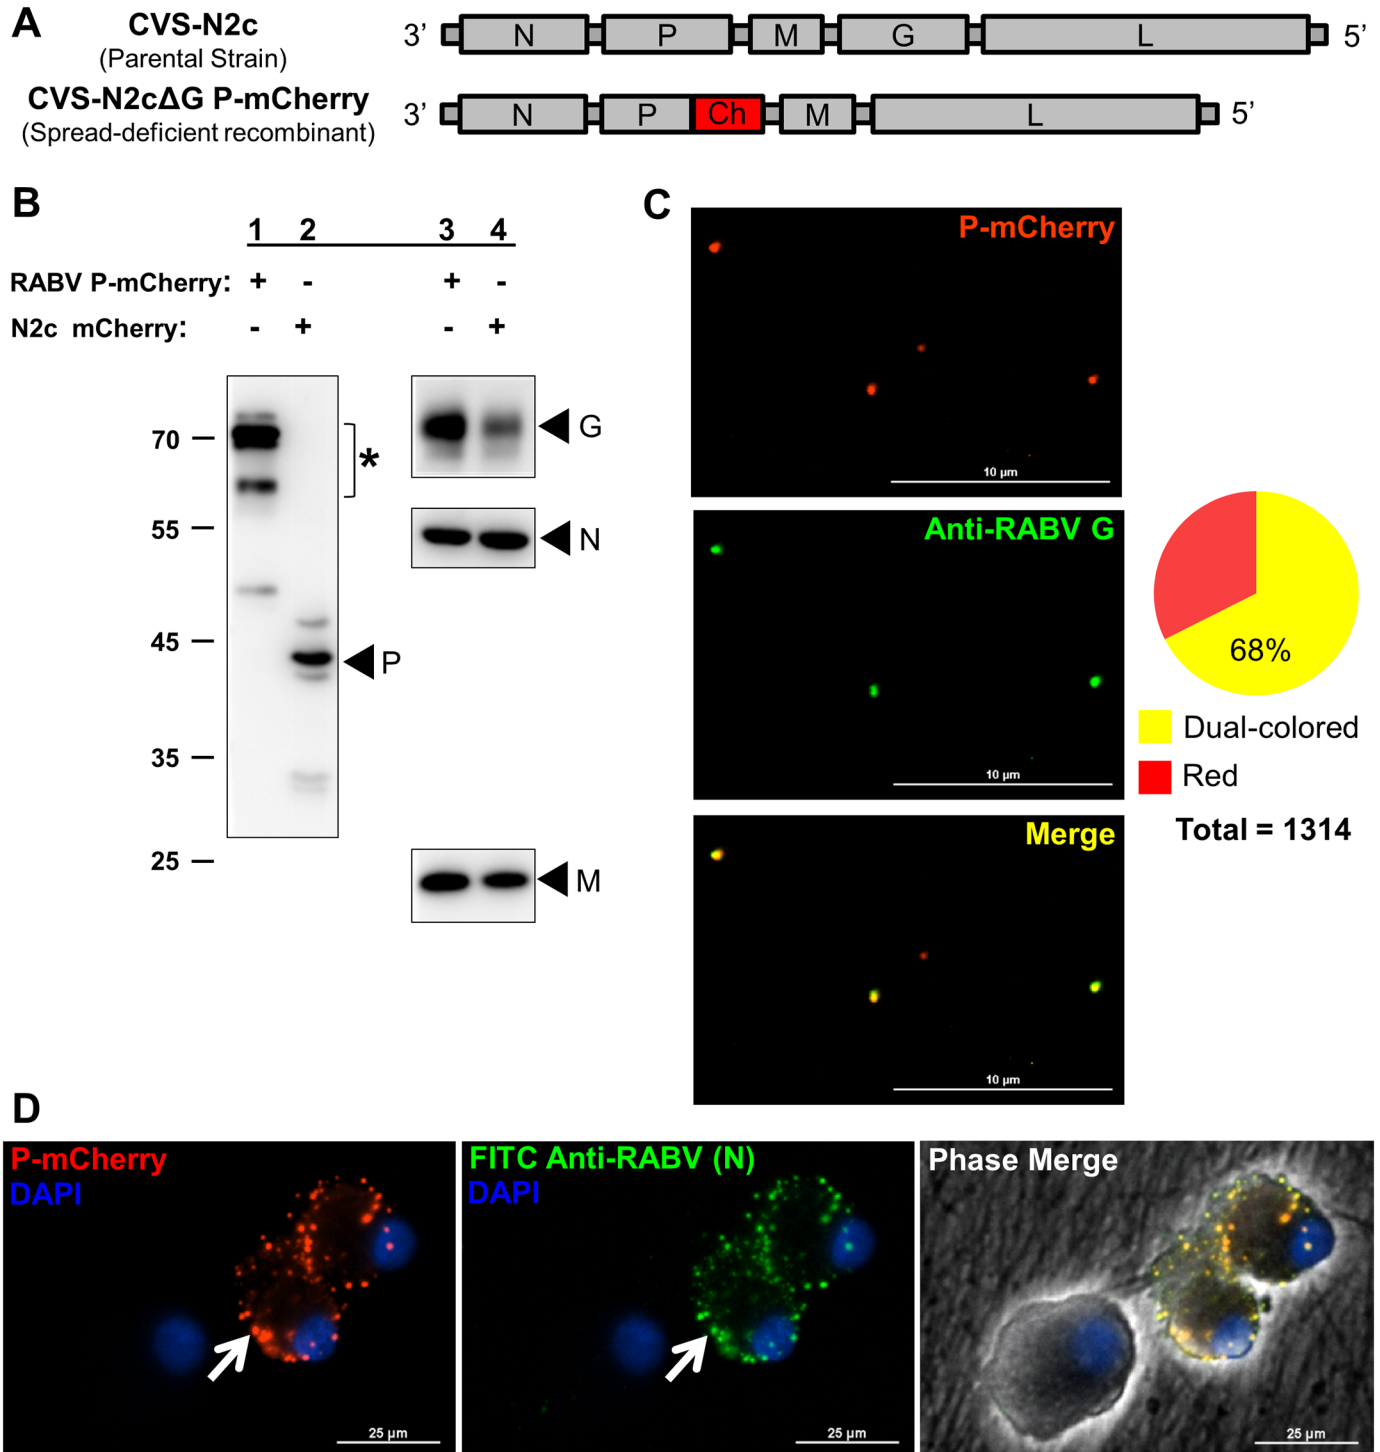 A
CVS-N2c
(Parental Strain)
3’ N P M G L 5’
CVS-N2cΔG P-mCherry
(Spread-deficient recombinant)
3’ N P Ch M L 5’
B
1 2 3 4
RABV P-mCherry: + - + -
N2c mCherry: - + - +
70
55
45
35
25
*
P
G
N
M
C
P-mCherry
10 µm
Anti-RABV G
10 µm
Merge
10 µm
68%
Dual-colored
Red
Total = 1314
D
P-mCherry
DAPI
25 µm
FITC Anti-RABV (N)
DAPI
25 µm
Phase Merge
25 µm